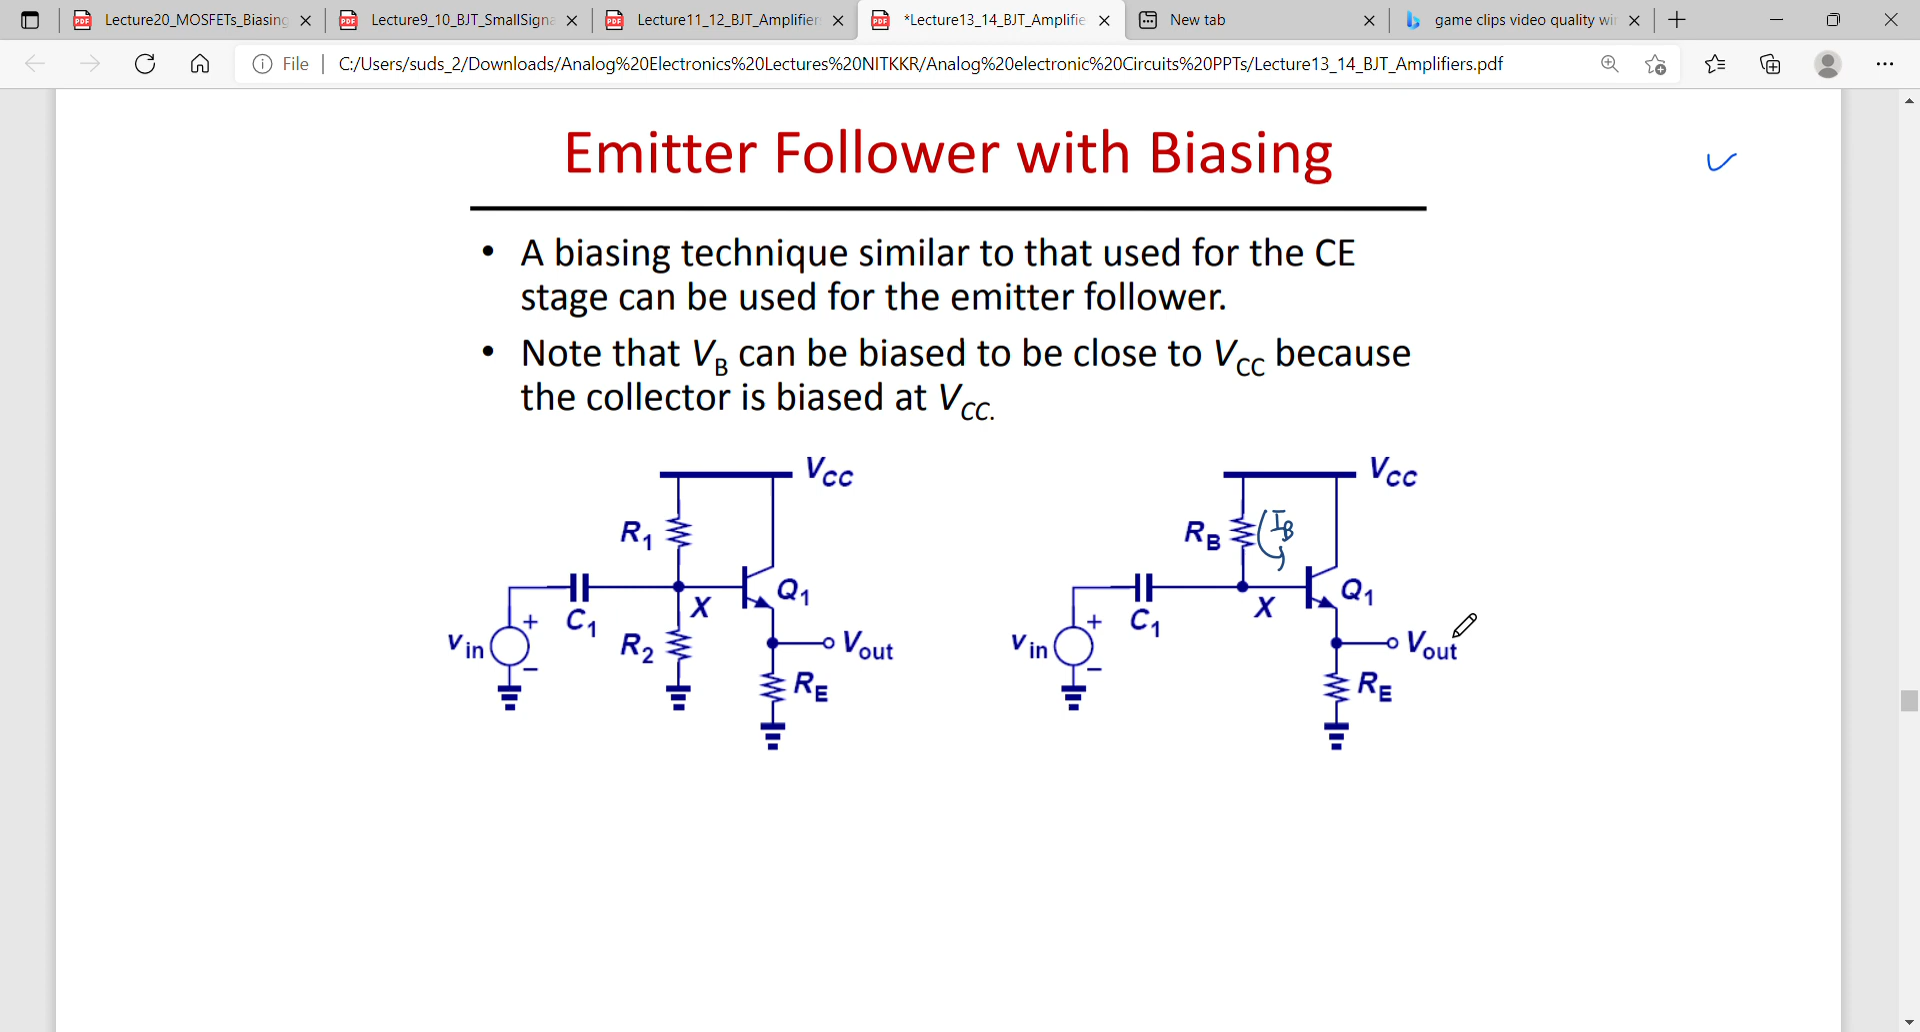 Lecture20_MOSFETs_Biasing
Lecture9_10_BJT_SmallSigna
Lecture11_12_BJT_Amplifier
*Lecture13_14_BJT_Amplifie
New tab
game clips video quality wi
File
C:/Users/suds_2/Downloads/Analog%20Electronics%20Lectures%20NITKKR/Analog%20electronic%20Circuits%20PPTs/Lecture13_14_BJT_Amplifiers.pdf
Emitter Follower with Biasing
• A biasing technique similar to that used for the CE
stage can be used for the emitter follower.
• Note that VB can be biased to be close to VCC because
the collector is biased at VCC.
VCC
R1
Q1
X
C1
+
Vin
−
R2
Vout
RE
VCC
RB
IB
Q1
X
C1
+
Vin
−
Vout
RE